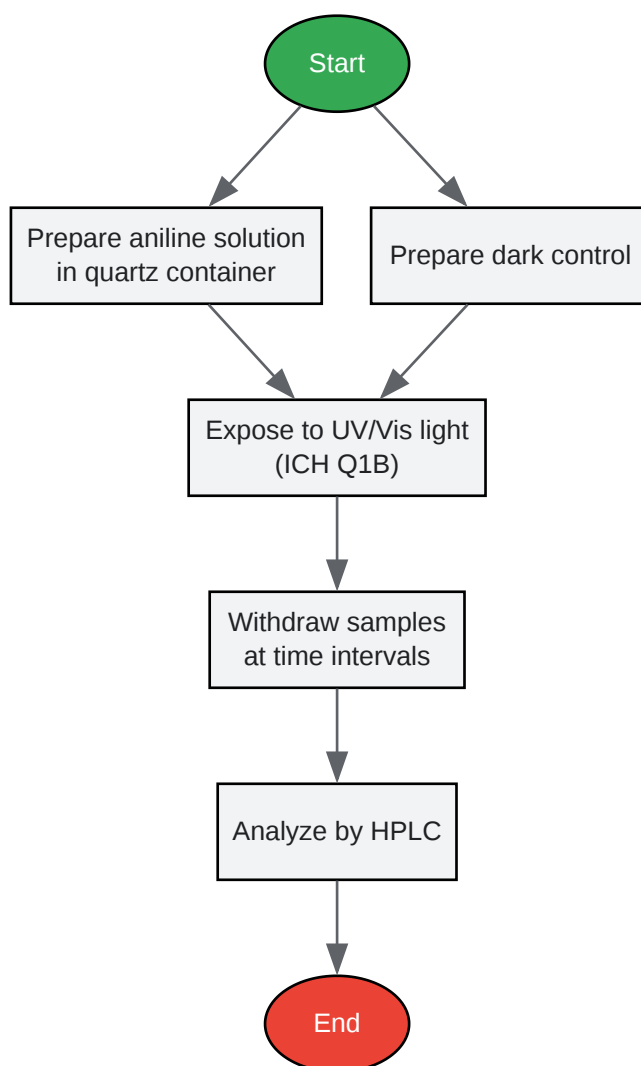 Start
Prepare aniline solution
in quartz container
Prepare dark control
Expose to UV/Vis light
(ICH Q1B)
Withdraw samples
at time intervals
Analyze by HPLC
End